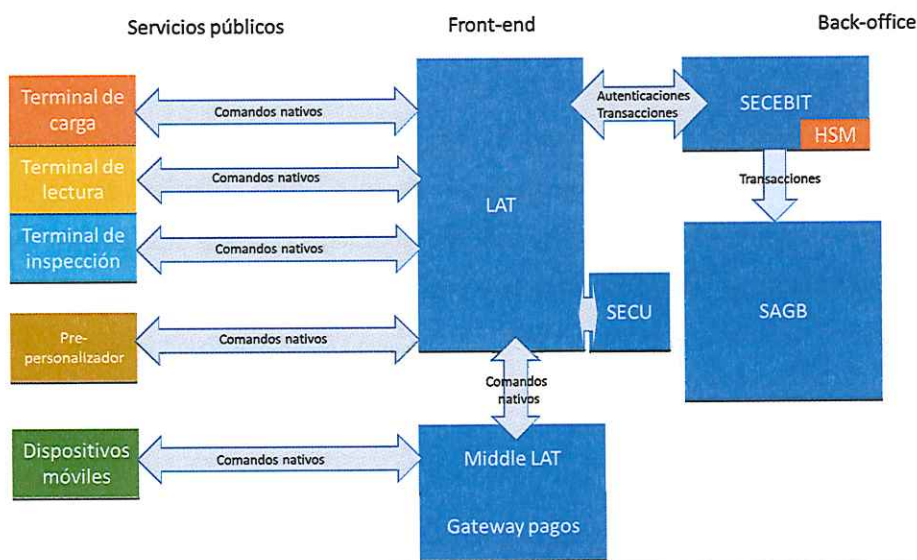 Servicios públicos
Front-end
Back-office
Terminal de
carga
Comandos nativos
Autenticaciones
Transacciones
SECEBIT
HSM
Terminal de
lectura
Comandos nativos
LAT
Transacciones
Terminal de
inspección
Comandos nativos
SECU
SAGB
Pre-
personalizador
Comandos nativos
Comandos
nativos
Dispositivos
móviles
Comandos nativos
Middle LAT
Gateway pagos